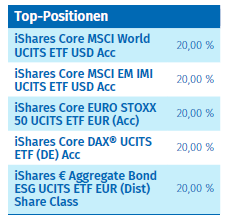 Top-Positionen
iShares Core MSCI World
UCITS ETF USD Acc
20,00 %
iShares Core MSCI EM IMI
UCITS ETF USD Acc
20,00 %
iShares Core EURO STOXX
50 UCITS ETF EUR (Acc)
20,00 %
iShares Core DAX® UCITS
ETF (DE) Acc
20,00 %
iShares € Aggregate Bond
ESG UCITS ETF EUR (Dist)
Share Class
20,00 %